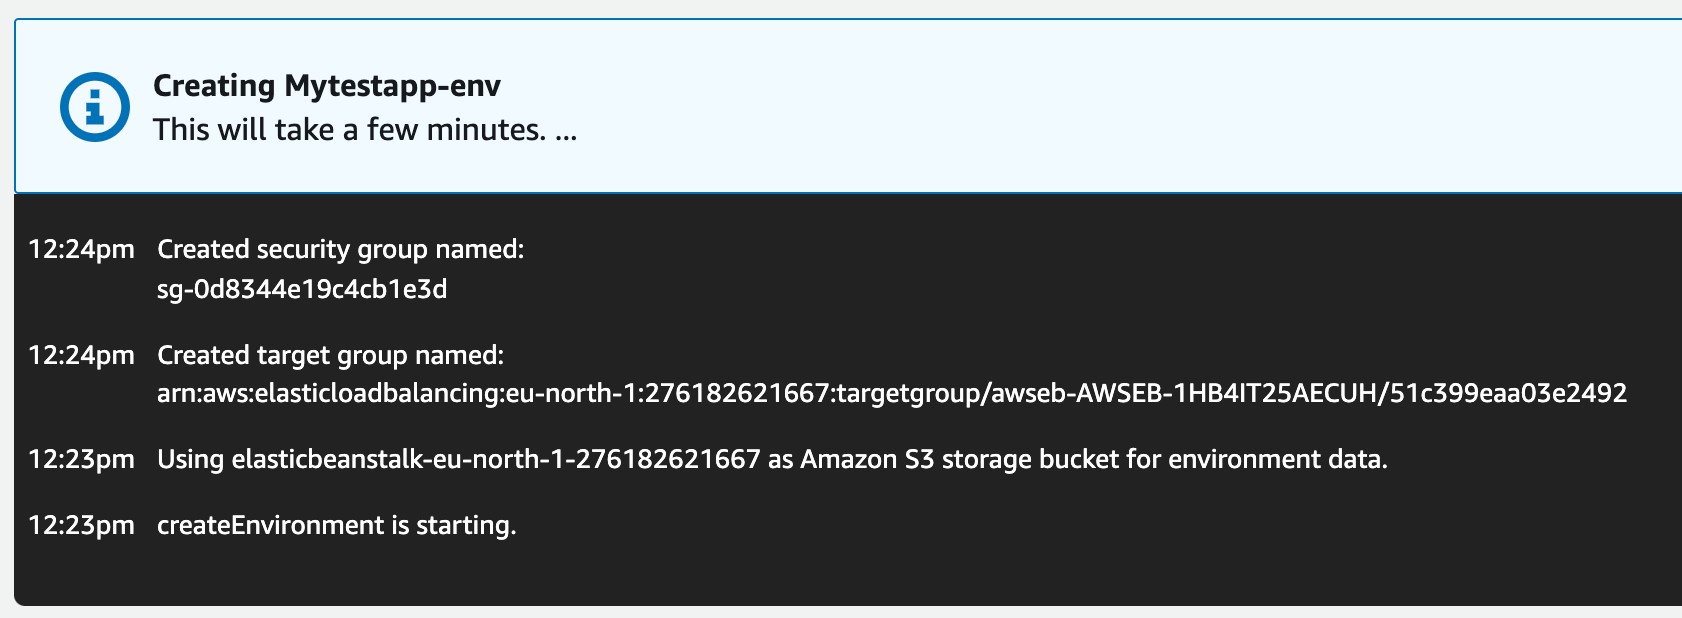 Creating Mytestapp-env
This will take a few minutes. ...
12:24pm Created security group named:
sg-0d8344e19c4cb1e3d
12:24pm Created target group named:
arn:aws:elasticloadbalancing:eu-north-1:276182621667:targetgroup/awseb-AWSEB-1HB4IT25AECUH/51c399eaa03e2492
12:23pm Using elasticbeanstalk-eu-north-1-276182621667 as Amazon S3 storage bucket for environment data.
12:23pm createEnvironment is starting.